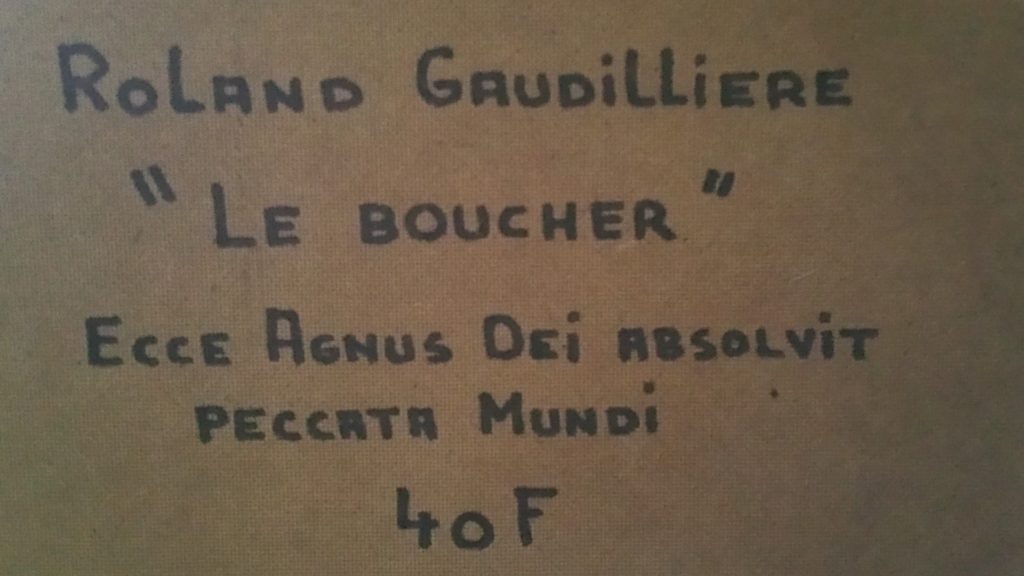 Roland Gaudilliere
"Le boucher"
Ecce Agnus Dei absolvit
peccata Mundi
40F